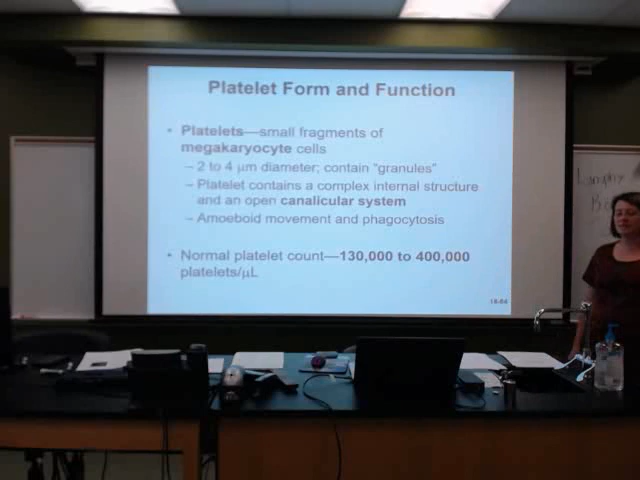 Platelet Form and Function
• Platelets—small fragments of
megakaryocyte cells
– 2 to 4 μm diameter; contain "granules"
– Platelet contains a complex internal structure
and an open canalicular system
– Amoeboid movement and phagocytosis
• Normal platelet count—130,000 to 400,000
platelets/μL